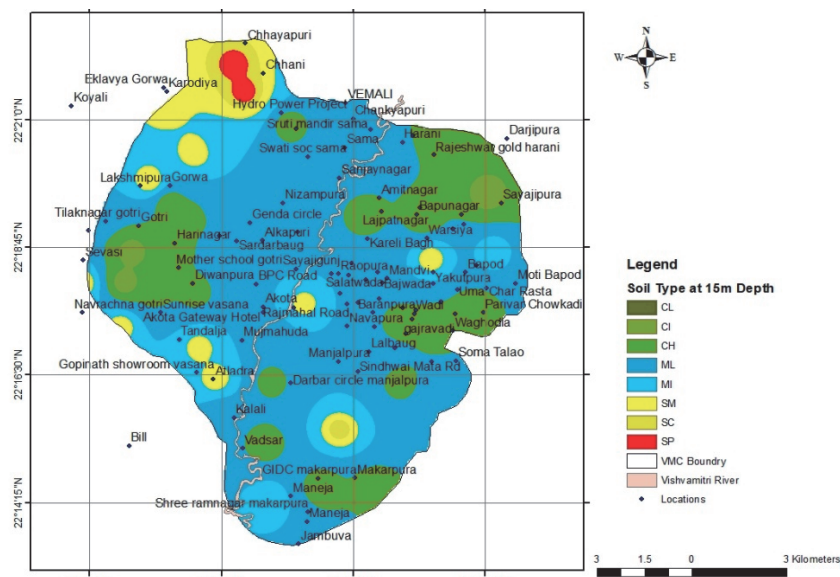 Chhayapuri
N
W E
S
Chhani
Eklavya Gorwa
Karodiya
Koyali
VEMALI
Hydro Power Project
Chankyapuri
22°21'0"N
Sruti mandir sama
Darjipura
Harani
Sama
Swati soc sama
Rajeshwar gold harani
Sanjaynagar
Lakshmipura
Gorwa
Amitnagar
Sayajipura
Nizampura
Bapunagar
Tilaknagar gotri
Gotri
Genda circle
Lajpatnagar
Alkapuri
Warsiya
Harinagar
Sardarbaug
Kareli Bagh
22°18'45"N
Sevasi
Mother school gotri
Sayajigunj
Raopura
Mandvi
Bapod
Diwanpura
BPC Road
Salatwada
Bajwada
Yakutpura
Moti Bapod
Uma Char Rasta
Navrachna gotri
Sunrise vasana
Akota
Baranpura
Wadi
Parivar Chowkadi
Akota Gateway Hotel
Rajmahal Road
Navapura
Waghodia
Tandalja
Mujmahuda
gajravadi
Lalbaug
Manjalpura
Soma Talao
Gopinath showroom vasana
Atladra
Sindhwai Mata Rd
22°16'30"N
Darbar circle manjalpura
Kalali
Bill
Vadsar
GIDC makarpura
Makarpura
Maneja
22°14'15"N
Shree ramnagar makarpura
Maneja
Jambuva
Legend
Soil Type at 15m Depth
CL
CI
CH
ML
MI
SM
SC
SP
VMC Boundry
Vishvamitri River
Locations
3 1.5 0 3 Kilometers